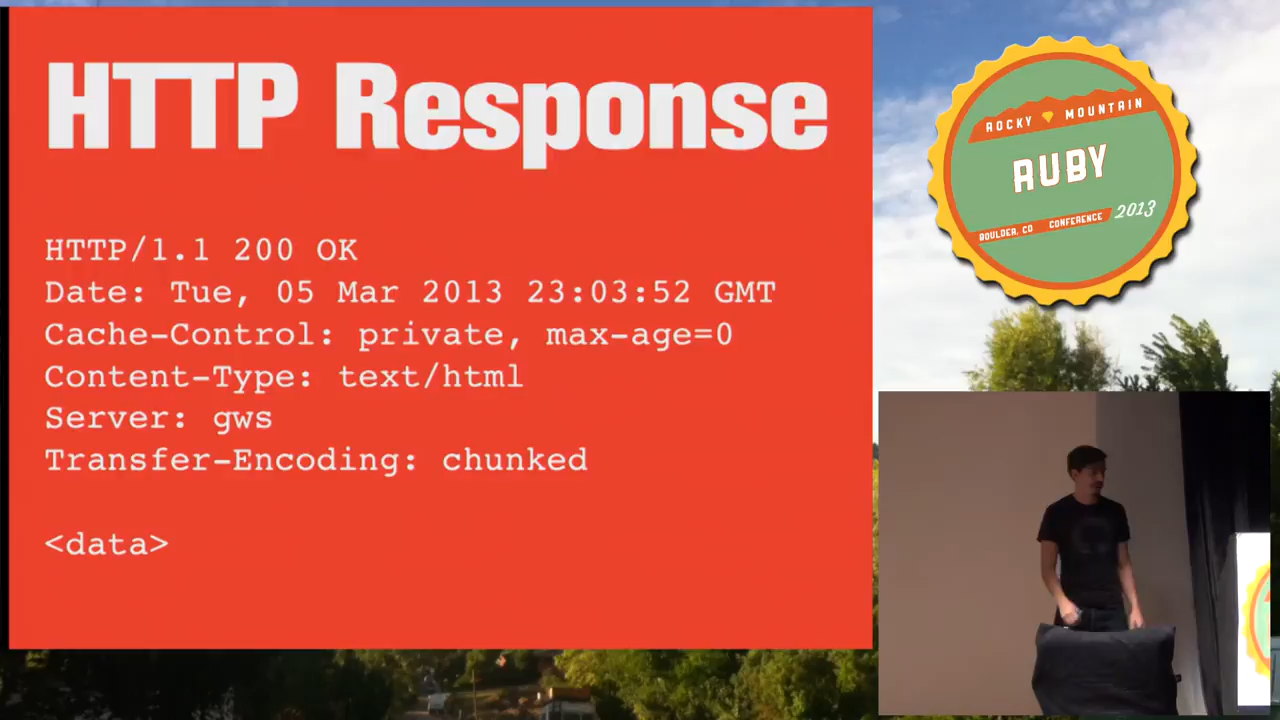 HTTP Response
HTTP/1.1 200 OK
Date: Tue, 05 Mar 2013 23:03:52 GMT
Cache-Control: private, max-age=0
Content-Type: text/html
Server: gws
Transfer-Encoding: chunked
<data>
ROCKY MOUNTAIN
RUBY
BOULDER, CO CONFERENCE 2013